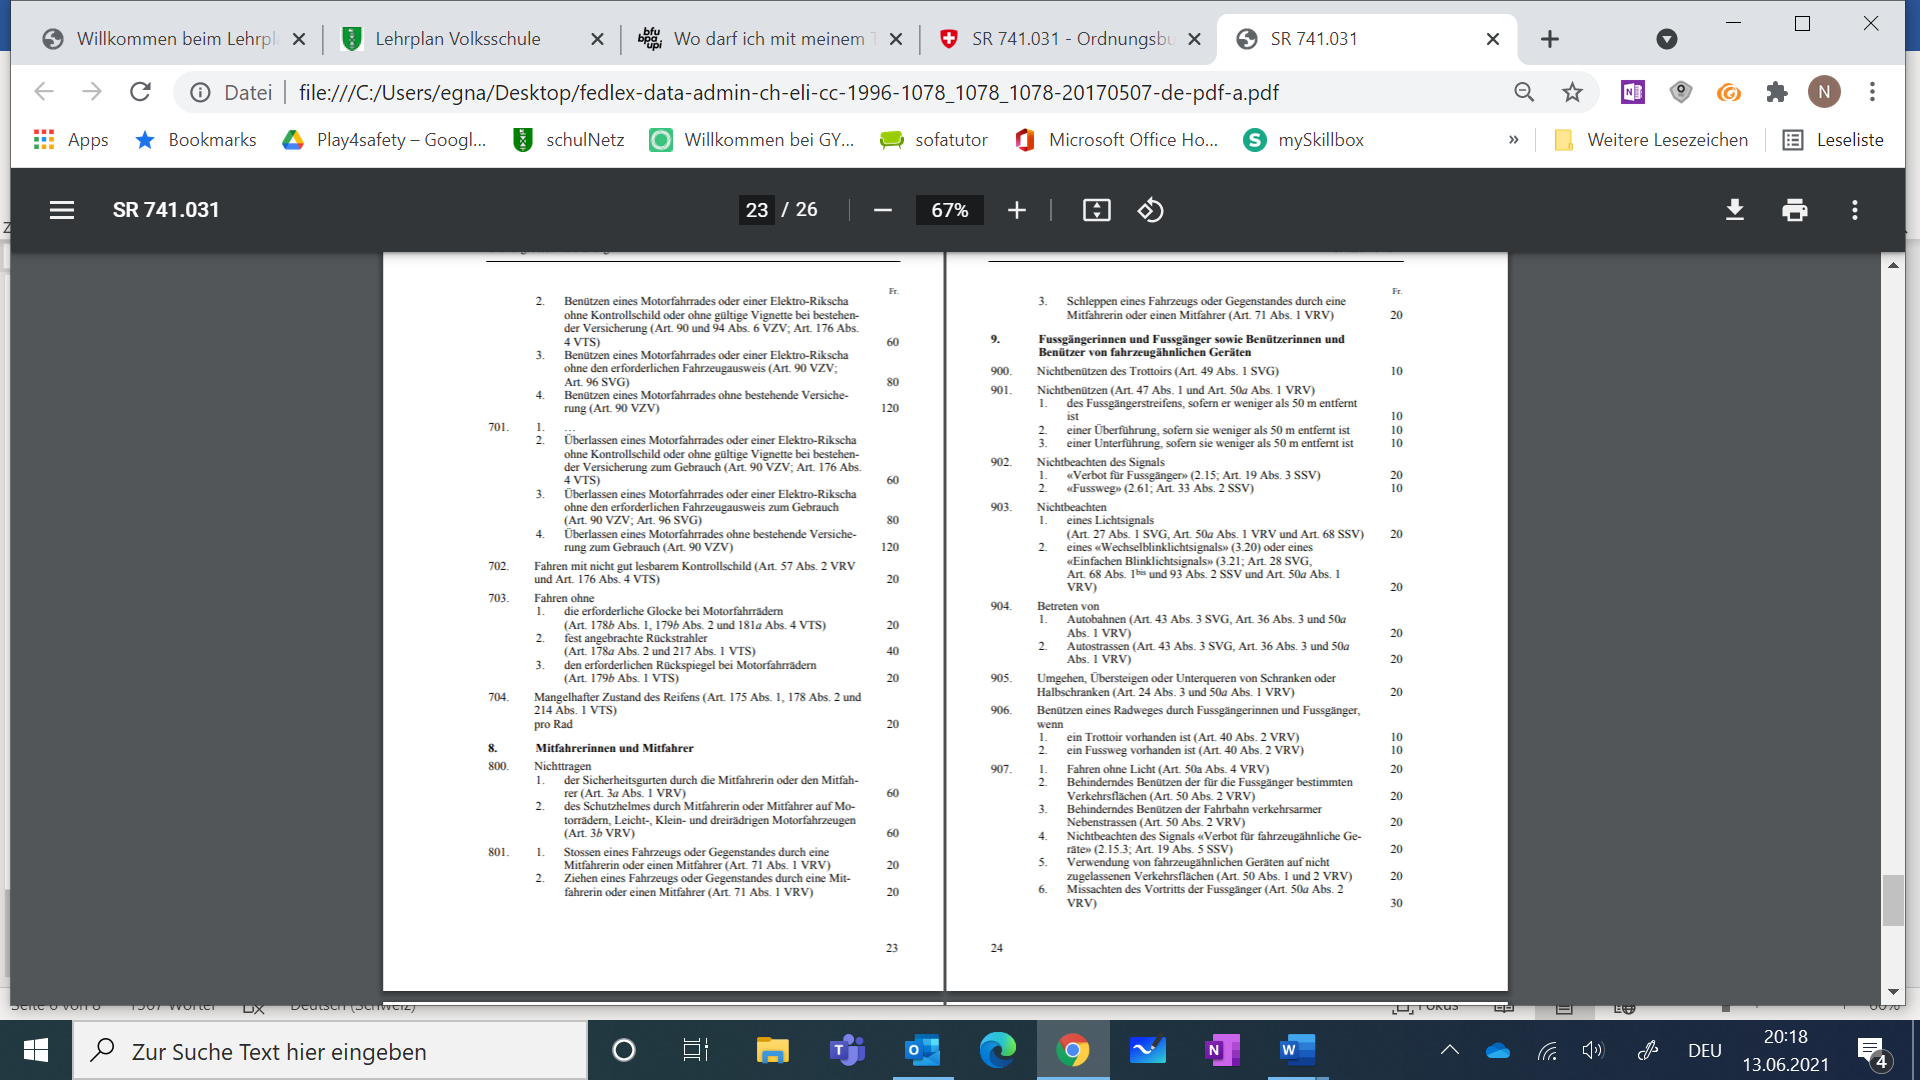 Willkommen beim Lehrpl
Lehrplan Volksschule
bfu bpa upi
Wo darf ich mit meinem T
SR 741.031 - Ordnungsbu
SR 741.031
Datei
file:///C:/Users/egna/Desktop/fedlex-data-admin-ch-eli-cc-1996-1078_1078_1078-20170507-de-pdf-a.pdf
N
Apps
Bookmarks
Play4safety – Googl...
schulNetz
Willkommen bei GY...
sofatutor
Microsoft Office Ho...
S
mySkillbox
»
Weitere Lesezeichen
Leseliste
SR 741.031
23 / 26
67%
Fr.
2. Benützen eines Motorfahrrades oder einer Elektro-Rikscha
ohne Kontrollschild oder ohne gültige Vignette bei bestehen-
der Versicherung (Art. 90 und 94 Abs. 6 VZV; Art. 176 Abs.
4 VTS) 60
3. Benützen eines Motorfahrrades oder einer Elektro-Rikscha
ohne den erforderlichen Fahrzeugausweis (Art. 90 VZV;
Art. 96 SVG) 80
4. Benützen eines Motorfahrrades ohne bestehende Versiche-
rung (Art. 90 VZV) 120
701. 1. …
2. Überlassen eines Motorfahrrades oder einer Elektro-Rikscha
ohne Kontrollschild oder ohne gültige Vignette bei bestehen-
der Versicherung zum Gebrauch (Art. 90 VZV; Art. 176 Abs.
4 VTS) 60
3. Überlassen eines Motorfahrrades oder einer Elektro-Rikscha
ohne den erforderlichen Fahrzeugausweis zum Gebrauch
(Art. 90 VZV; Art. 96 SVG) 80
4. Überlassen eines Motorfahrrades ohne bestehende Versiche-
rung zum Gebrauch (Art. 90 VZV) 120
702. Fahren mit nicht gut lesbarem Kontrollschild (Art. 57 Abs. 2 VRV
und Art. 176 Abs. 4 VTS) 20
703. Fahren ohne
1. die erforderliche Glocke bei Motorfahrrädern
(Art. 178b Abs. 1, 179b Abs. 2 und 181a Abs. 4 VTS) 20
2. fest angebrachte Rückstrahler
(Art. 178a Abs. 2 und 217 Abs. 1 VTS) 40
3. den erforderlichen Rückspiegel bei Motorfahrrädern
(Art. 179b Abs. 1 VTS) 20
704. Mangelhafter Zustand des Reifens (Art. 175 Abs. 1, 178 Abs. 2 und
214 Abs. 1 VTS)
pro Rad 20
8. Mitfahrerinnen und Mitfahrer
800. Nichttragen
1. der Sicherheitsgurten durch die Mitfahrerin oder den Mitfah-
rer (Art. 3a Abs. 1 VRV) 60
2. des Schutzhelmes durch Mitfahrerin oder Mitfahrer auf Mo-
torrädern, Leicht-, Klein- und dreirädrigen Motorfahrzeugen
(Art. 3b VRV) 60
801. 1. Stossen eines Fahrzeugs oder Gegenstandes durch eine
Mitfahrerin oder einen Mitfahrer (Art. 71 Abs. 1 VRV) 20
2. Ziehen eines Fahrzeugs oder Gegenstandes durch eine Mit-
fahrerin oder einen Mitfahrer (Art. 71 Abs. 1 VRV) 20
23
Fr.
3. Schleppen eines Fahrzeugs oder Gegenstandes durch eine
Mitfahrerin oder einen Mitfahrer (Art. 71 Abs. 1 VRV) 20
9. Fussgängerinnen und Fussgänger sowie Benützerinnen und
Benützer von fahrzeugähnlichen Geräten
900. Nichtbenützen des Trottoirs (Art. 49 Abs. 1 SVG) 10
901. Nichtbenützen (Art. 47 Abs. 1 und Art. 50a Abs. 1 VRV)
1. des Fussgängerstreifens, sofern er weniger als 50 m entfernt
ist 10
2. einer Überführung, sofern sie weniger als 50 m entfernt ist 10
3. einer Unterführung, sofern sie weniger als 50 m entfernt ist 10
902. Nichtbeachten des Signals
1. «Verbot für Fussgänger» (2.15; Art. 19 Abs. 3 SSV) 20
2. «Fussweg» (2.61; Art. 33 Abs. 2 SSV) 10
903. Nichtbeachten
1. eines Lichtsignals
(Art. 27 Abs. 1 SVG, Art. 50a Abs. 1 VRV und Art. 68 SSV) 20
2. eines «Wechselblinklichtsignals» (3.20) oder eines
«Einfachen Blinklichtsignals» (3.21; Art. 28 SVG,
Art. 68 Abs. 1bis und 93 Abs. 2 SSV und Art. 50a Abs. 1
VRV) 20
904. Betreten von
1. Autobahnen (Art. 43 Abs. 3 SVG, Art. 36 Abs. 3 und 50a
Abs. 1 VRV) 20
2. Autostrassen (Art. 43 Abs. 3 SVG, Art. 36 Abs. 3 und 50a
Abs. 1 VRV) 20
905. Umgehen, Übersteigen oder Unterqueren von Schranken oder
Halbschranken (Art. 24 Abs. 3 und 50a Abs. 1 VRV) 20
906. Benützen eines Radweges durch Fussgängerinnen und Fussgänger,
wenn
1. ein Trottoir vorhanden ist (Art. 40 Abs. 2 VRV) 10
2. ein Fussweg vorhanden ist (Art. 40 Abs. 2 VRV) 10
907. 1. Fahren ohne Licht (Art. 50a Abs. 4 VRV) 20
2. Behinderndes Benützen der für die Fussgänger bestimmten
Verkehrsflächen (Art. 50 Abs. 2 VRV) 20
3. Behinderndes Benützen der Fahrbahn verkehrsarmer
Nebenstrassen (Art. 50 Abs. 2 VRV) 20
4. Nichtbeachten des Signals «Verbot für fahrzeugähnliche Ge-
räte» (2.15.3; Art. 19 Abs. 5 SSV) 20
5. Verwendung von fahrzeugähnlichen Geräten auf nicht
zugelassenen Verkehrsflächen (Art. 50 Abs. 1 und 2 VRV) 20
6. Missachten des Vortritts der Fussgänger (Art. 50a Abs. 2
VRV) 30
24
Seite 6 von 8
1567 Wörter
Deutsch (Schweiz)
Fokus
60%
Zur Suche Text hier eingeben
DEU
20:18
13.06.2021
4